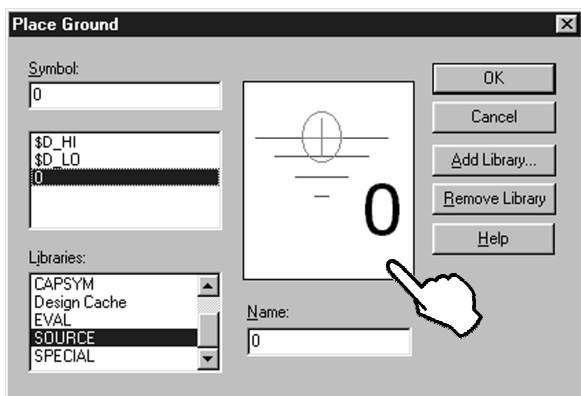 Place Ground
Symbol:
0
$D_HI
$D_LO
0
Libraries:
CAPSYM
Design Cache
EVAL
SOURCE
SPECIAL
0
Name:
0
OK
Cancel
Add Library...
Remove Library
Help